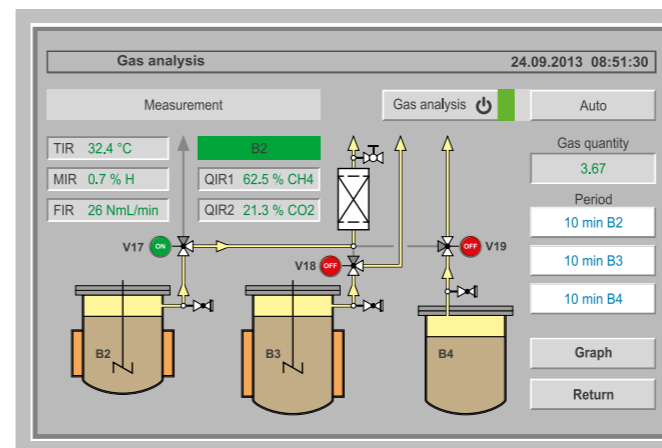 Gas analysis 24.09.2013 08:51:30
Measurement
Gas analysis
Auto
TIR 32.4 °C
B2
MIR 0.7 % H
QIR1 62.5 % CH4
FIR 26 NmL/min
QIR2 21.3 % CO2
Gas quantity
3.67
Period
10 min B2
10 min B3
10 min B4
V17 ON
V18 OFF
OFF V19
B2
B3
B4
Graph
Return